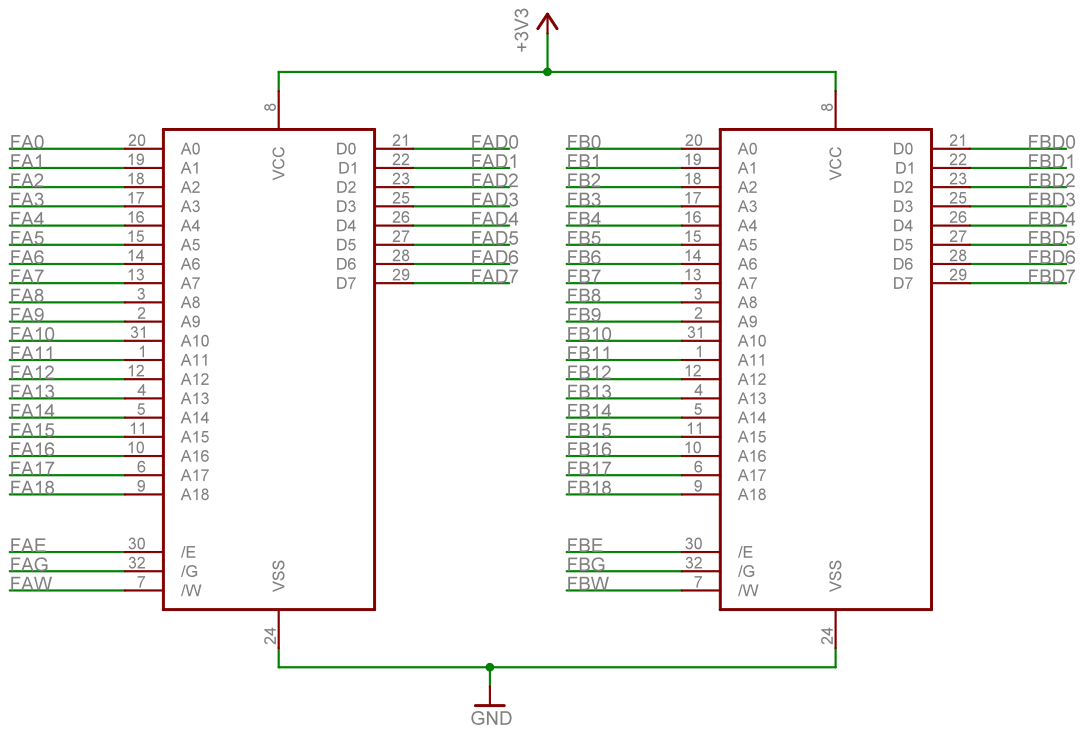 +3V3
8 8
FA0 20 A0 VCC D0 21 FAD0 FB0 20 A0 VCC D0 21 FBD0
FA1 19 A1 D1 22 FAD1 FB1 19 A1 D1 22 FBD1
FA2 18 A2 D2 23 FAD2 FB2 18 A2 D2 23 FBD2
FA3 17 A3 D3 25 FAD3 FB3 17 A3 D3 25 FBD3
FA4 16 A4 D4 26 FAD4 FB4 16 A4 D4 26 FBD4
FA5 15 A5 D5 27 FAD5 FB5 15 A5 D5 27 FBD5
FA6 14 A6 D6 28 FAD6 FB6 14 A6 D6 28 FBD6
FA7 13 A7 D7 29 FAD7 FB7 13 A7 D7 29 FBD7
FA8 3 A8 FB8 3 A8
FA9 2 A9 FB9 2 A9
FA10 31 A10 FB10 31 A10
FA11 1 A11 FB11 1 A11
FA12 12 A12 FB12 12 A12
FA13 4 A13 FB13 4 A13
FA14 5 A14 FB14 5 A14
FA15 11 A15 FB15 11 A15
FA16 10 A16 FB16 10 A16
FA17 6 A17 FB17 6 A17
FA18 9 A18 FB18 9 A18
FAE 30 /E FBE 30 /E
FAG 32 /G VSS FBG 32 /G VSS
FAW 7 /W FBW 7 /W
24 24
GND